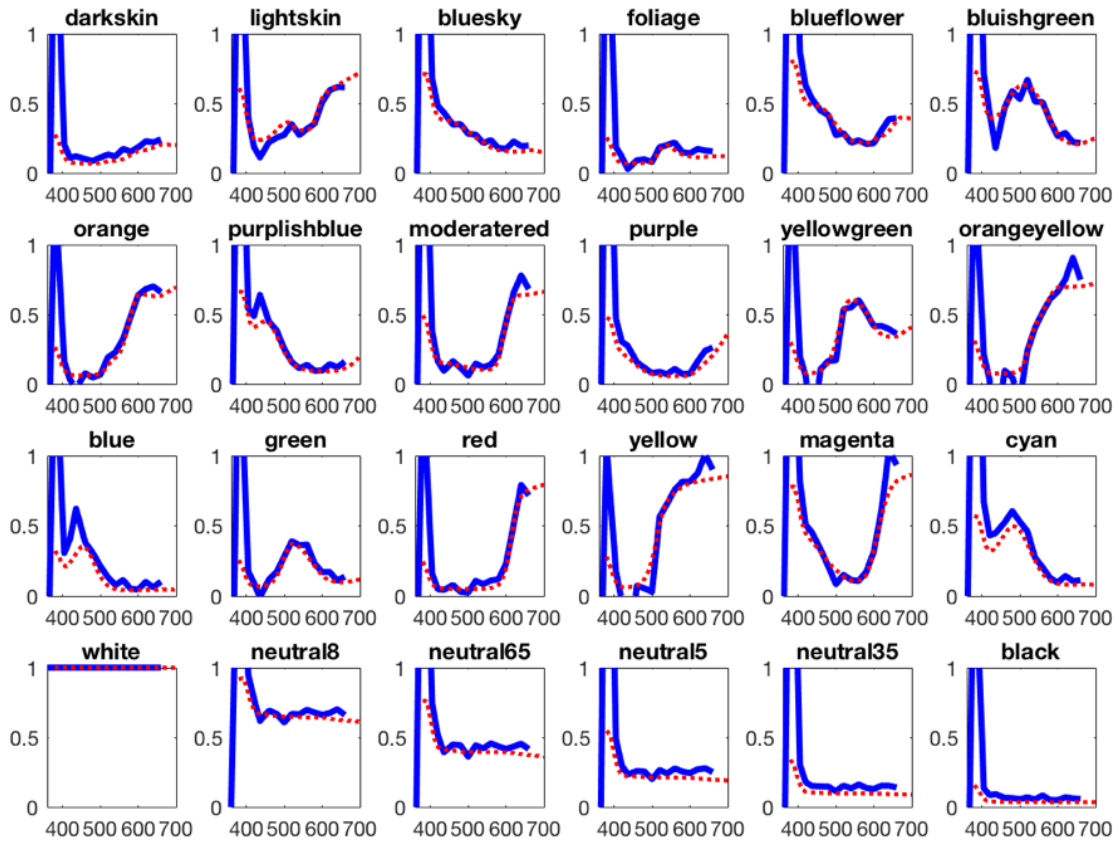 darkskin lightskin bluesky foliage blueflower bluishgreen
1 1 1 1 1 1
0.5 0.5 0.5 0.5 0.5 0.5
0 0 0 0 0 0
400 500 600 700 400 500 600 700 400 500 600 700 400 500 600 700 400 500 600 700 400 500 600 700
orange purplishblue moderatered purple yellowgreen orangeyellow
1 1 1 1 1 1
0.5 0.5 0.5 0.5 0.5 0.5
0 0 0 0 0 0
400 500 600 700 400 500 600 700 400 500 600 700 400 500 600 700 400 500 600 700 400 500 600 700
blue green red yellow magenta cyan
1 1 1 1 1 1
0.5 0.5 0.5 0.5 0.5 0.5
0 0 0 0 0 0
400 500 600 700 400 500 600 700 400 500 600 700 400 500 600 700 400 500 600 700 400 500 600 700
white neutral8 neutral65 neutral5 neutral35 black
1 1 1 1 1 1
0.5 0.5 0.5 0.5 0.5 0.5
0 0 0 0 0 0
400 500 600 700 400 500 600 700 400 500 600 700 400 500 600 700 400 500 600 700 400 500 600 700